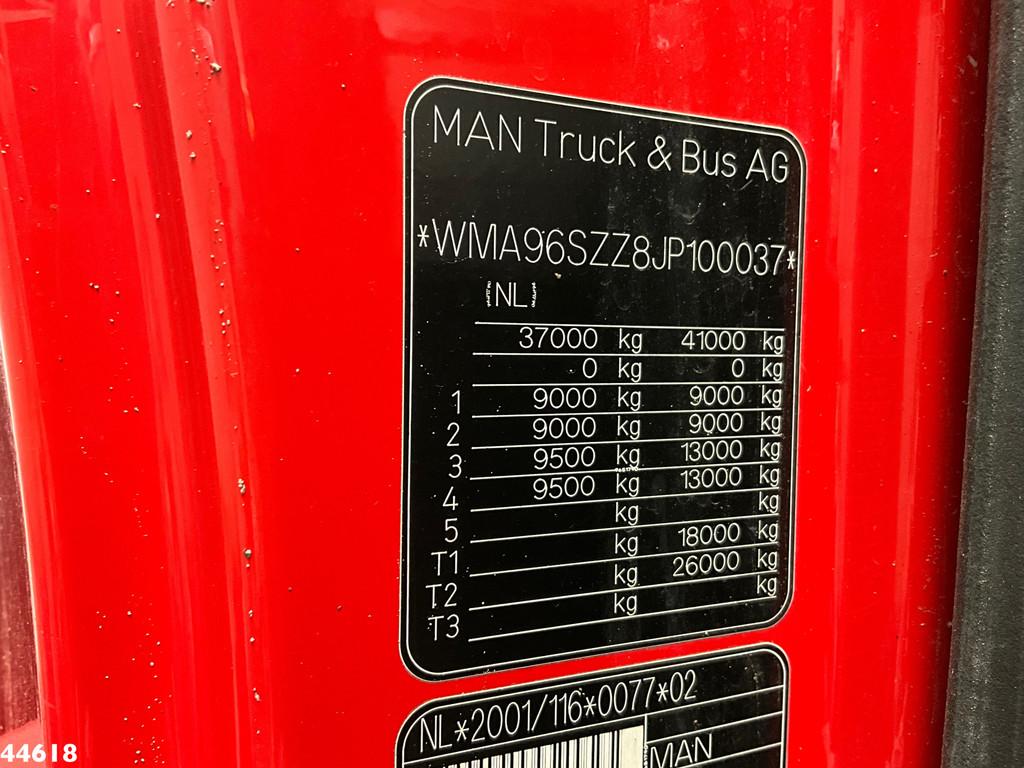 MAN Truck & Bus AG
*WMA96SZZ8JP100037*
NL
37000 kg 41000 kg
0 kg 0 kg
1 9000 kg 9000 kg
2 9000 kg 9000 kg
3 9500 kg 13000 kg
4 9500 kg 13000 kg
5 kg kg
T1 kg 18000 kg
T2 kg 26000 kg
T3 kg kg
NL*2001/116*0077*02
MAN
44618